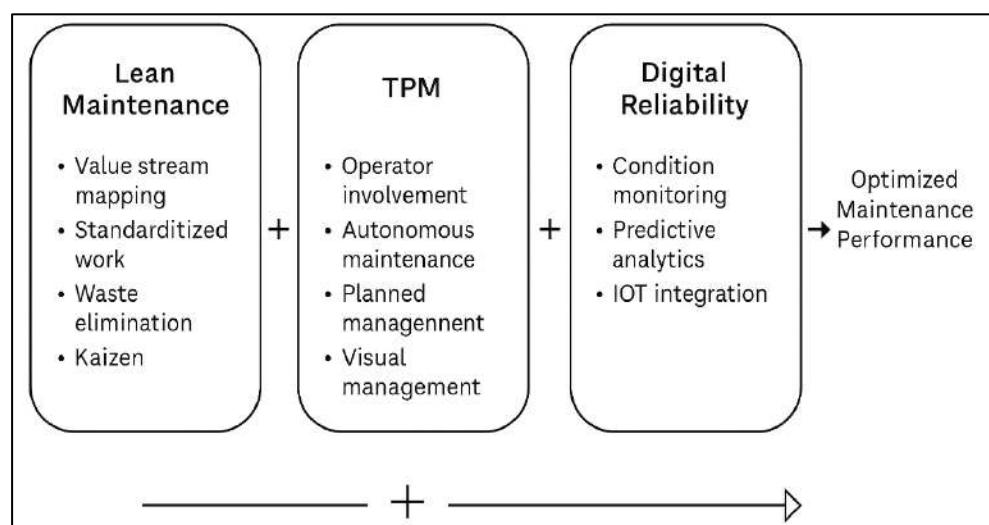 Lean
Maintenance
• Value stream
mapping
• Standarditized
work
• Waste
elimination
• Kaizen
+
TPM
• Operator
involvement
• Autonomous
maintenance
• Planned
managennent
• Visual
management
+
Digital
Reliability
• Condition
monitoring
• Predictive
analytics
• IOT integration
Optimized
Maintenance
Performance
+